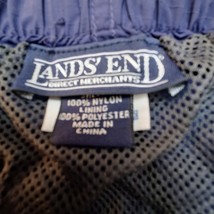 LANDS' END
DIRECT MERCHANTS
100% NYLON
LINING
100% POLYESTER
MADE IN
CHINA